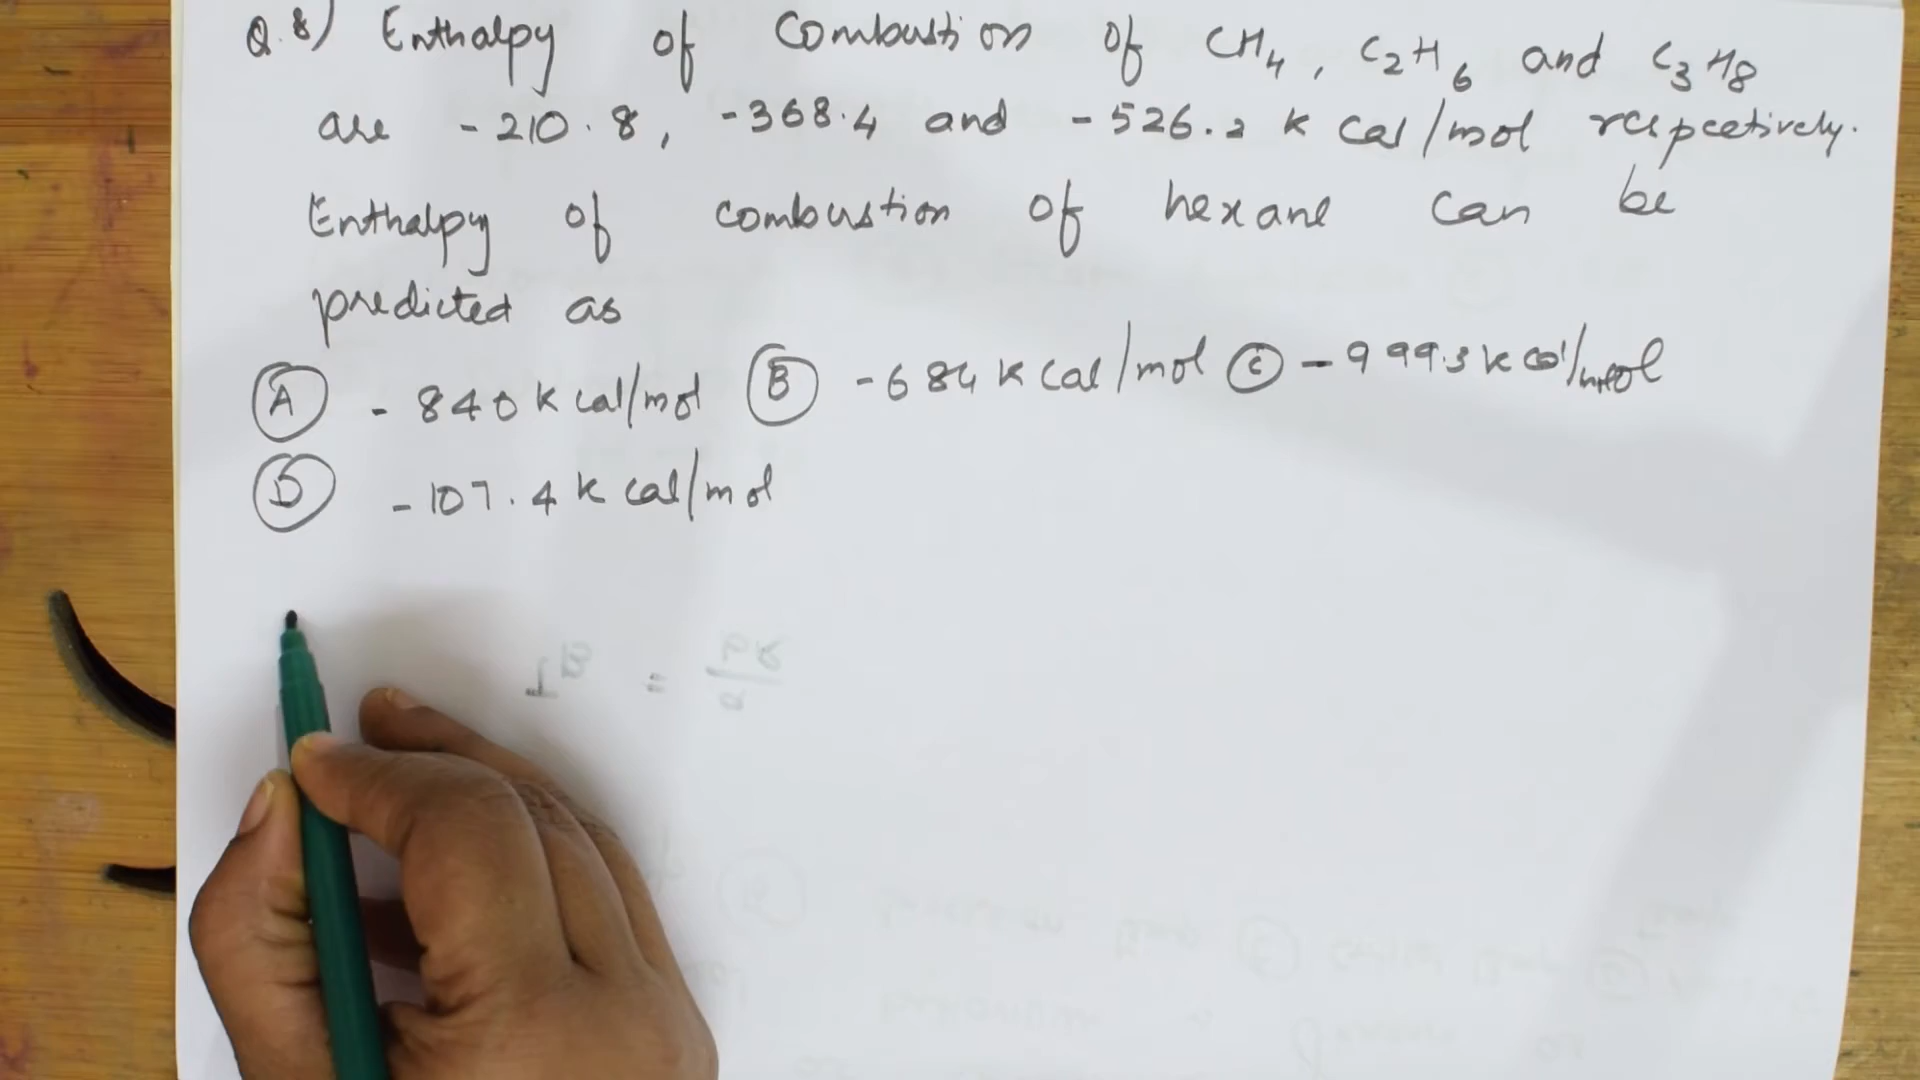 Q.8) Enthalpy of Combustion of CH4, C2H6 and C3H8
are -210.8, -368.4 and -526.2 k Cal/mol respectively.
Enthalpy of combustion of hexane can be
predicted as
(A) - 840 k cal/mol (B) -684 k cal/mol (C) -999.3 k cal/mol
(D) -107.4 k cal/mol